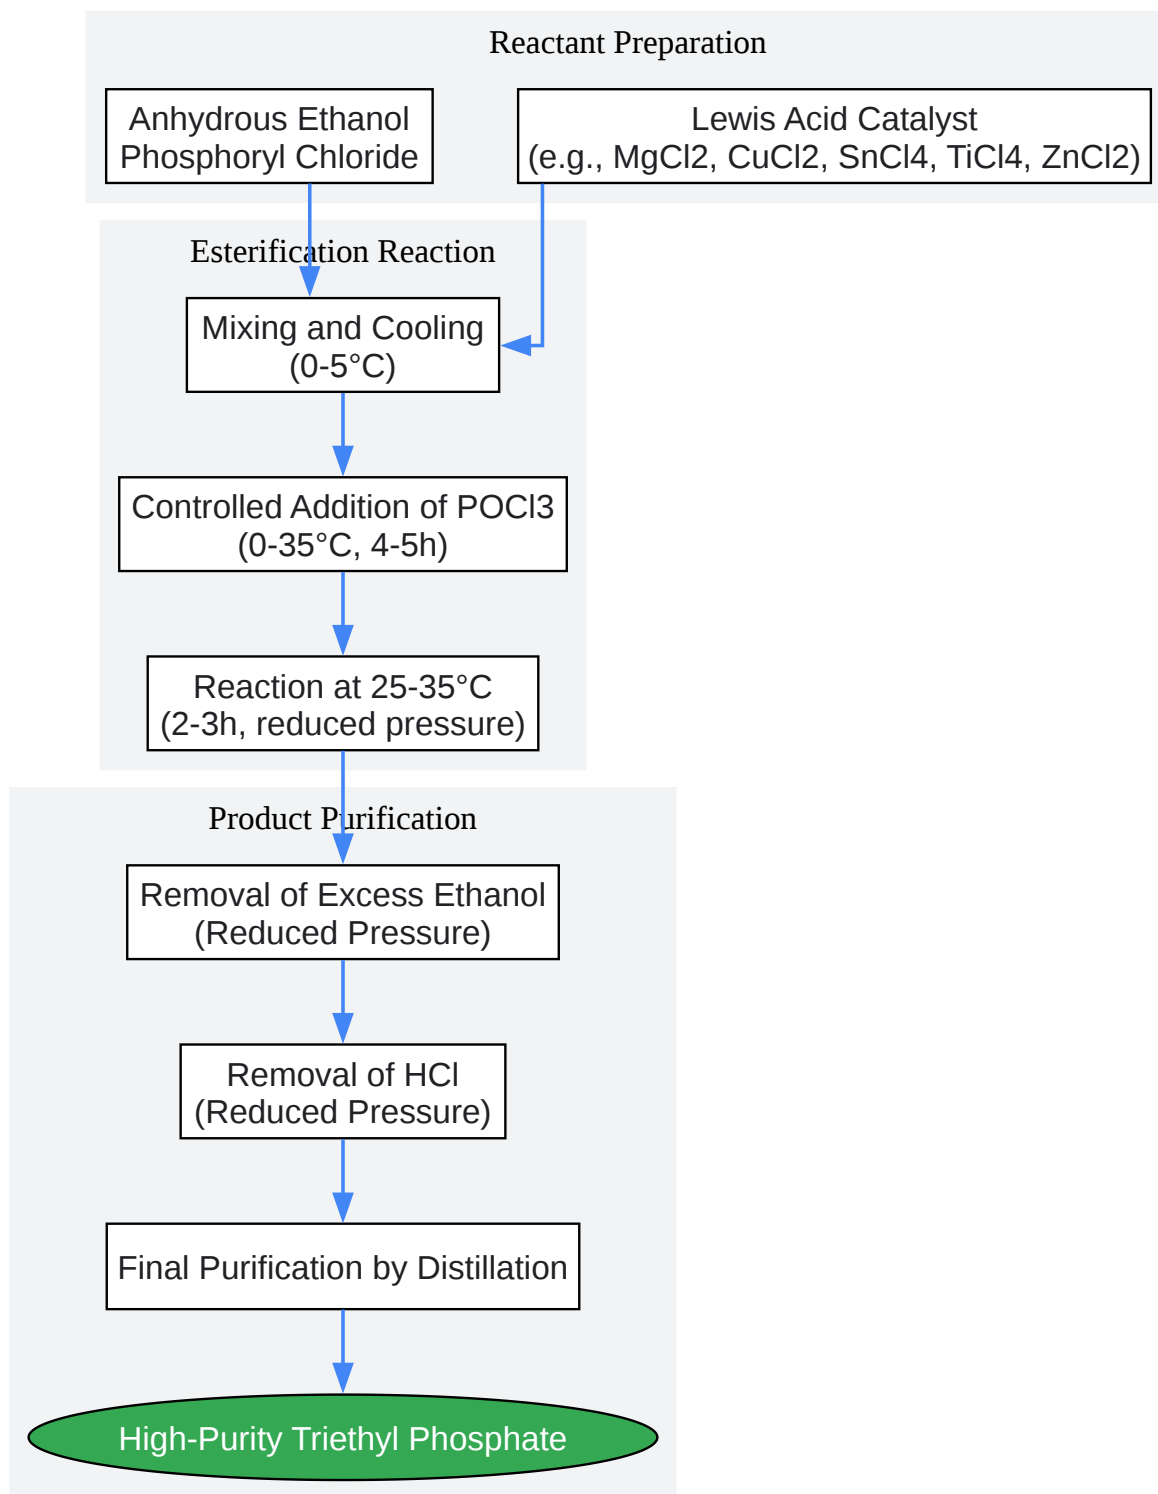 Reactant Preparation
Anhydrous Ethanol
Phosphoryl Chloride
Lewis Acid Catalyst
(e.g., MgCl2, CuCl2, SnCl4, TiCl4, ZnCl2)
Esterification Reaction
Mixing and Cooling
(0-5°C)
Controlled Addition of POCl3
(0-35°C, 4-5h)
Reaction at 25-35°C
(2-3h, reduced pressure)
Product Purification
Removal of Excess Ethanol
(Reduced Pressure)
Removal of HCl
(Reduced Pressure)
Final Purification by Distillation
High-Purity Triethyl Phosphate